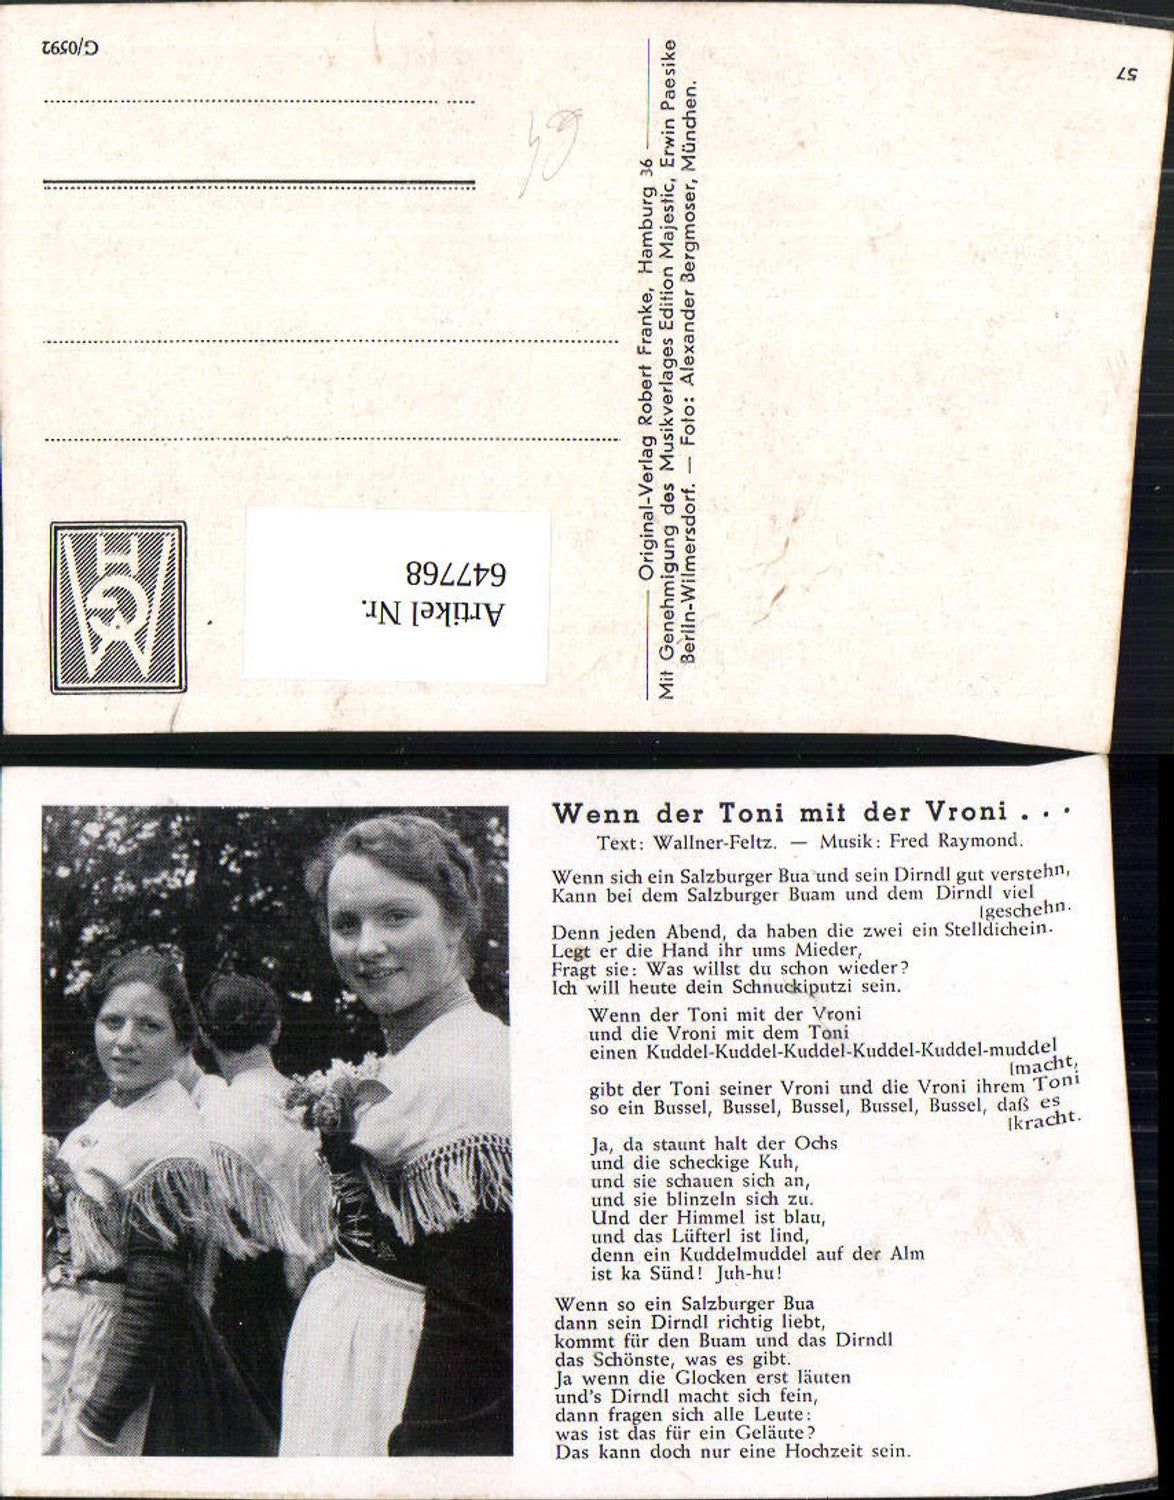 G/0592
57
Original-Verlag Robert Franke, Hamburg 36
Mit Genehmigung des Musikverlages Edition Majestic, Erwin Paesike
Berlin-Wilmersdorf. — Foto: Alexander Bergmoser, München.
Artikel Nr.
647768
Wenn der Toni mit der Vroni . . .
Text: Wallner-Feltz. — Musik: Fred Raymond.
Wenn sich ein Salzburger Bua und sein Dirndl gut verstehn,
Kann bei dem Salzburger Buam und dem Dirndl viel
[geschehn.
Denn jeden Abend, da haben die zwei ein Stelldichein.
Legt er die Hand ihr ums Mieder,
Fragt sie: Was willst du schon wieder?
Ich will heute dein Schnuckiputzi sein.
Wenn der Toni mit der Vroni
und die Vroni mit dem Toni
einen Kuddel-Kuddel-Kuddel-Kuddel-Kuddel-muddel
[macht,
gibt der Toni seiner Vroni und die Vroni ihrem Toni
so ein Bussel, Bussel, Bussel, Bussel, Bussel, daß es
[kracht.
Ja, da staunt halt der Ochs
und die scheckige Kuh,
und sie schauen sich an,
und sie blinzeln sich zu.
Und der Himmel ist blau,
und das Lüfterl ist lind,
denn ein Kuddelmuddel auf der Alm
ist ka Sünd! Juh-hu!
Wenn so ein Salzburger Bua
dann sein Dirndl richtig liebt,
kommt für den Buam und das Dirndl
das Schönste, was es gibt.
Ja wenn die Glocken erst läuten
und's Dirndl macht sich fein,
dann fragen sich alle Leute:
was ist das für ein Geläute?
Das kann doch nur eine Hochzeit sein.